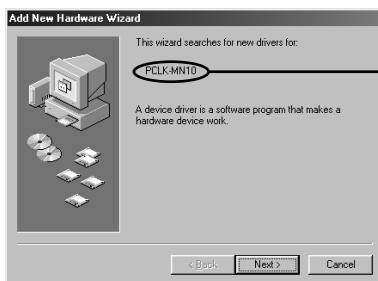 Add New Hardware Wizard
This wizard searches for new drivers for:
PCLK-MN10
A device driver is a software program that makes a
hardware device work.
< Back
Next >
Cancel